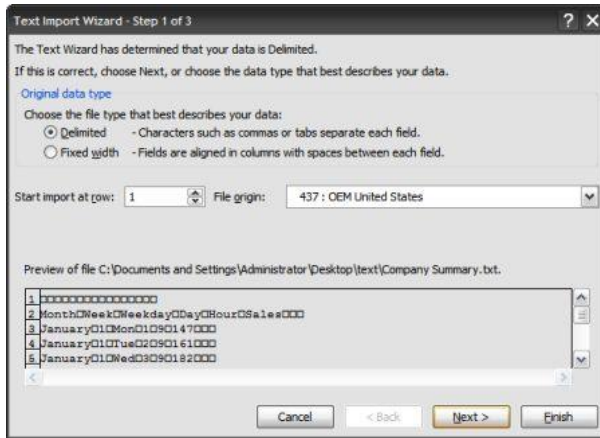 Text Import Wizard - Step 1 of 3
The Text Wizard has determined that your data is Delimited.
If this is correct, choose Next, or choose the data type that best describes your data.
Original data type
Choose the file type that best describes your data:
Delimited - Characters such as commas or tabs separate each field.
Fixed width - Fields are aligned in columns with spaces between each field.
Start import at row: 1 File origin: 437 : OEM United States
Preview of file C:\Documents and Settings\Administrator\Desktop\text\Company Summary.txt.
1 □□□□□□□□□□□□□□□□
2 Month□Week□Weekday□Day□Hour□Sales□□□
3 January□1□Mon□1□9□147□□□
4 January□1□Tue□2□9□161□□□
5 January□1□Wed□3□9□182□□□
Cancel < Back Next > Finish